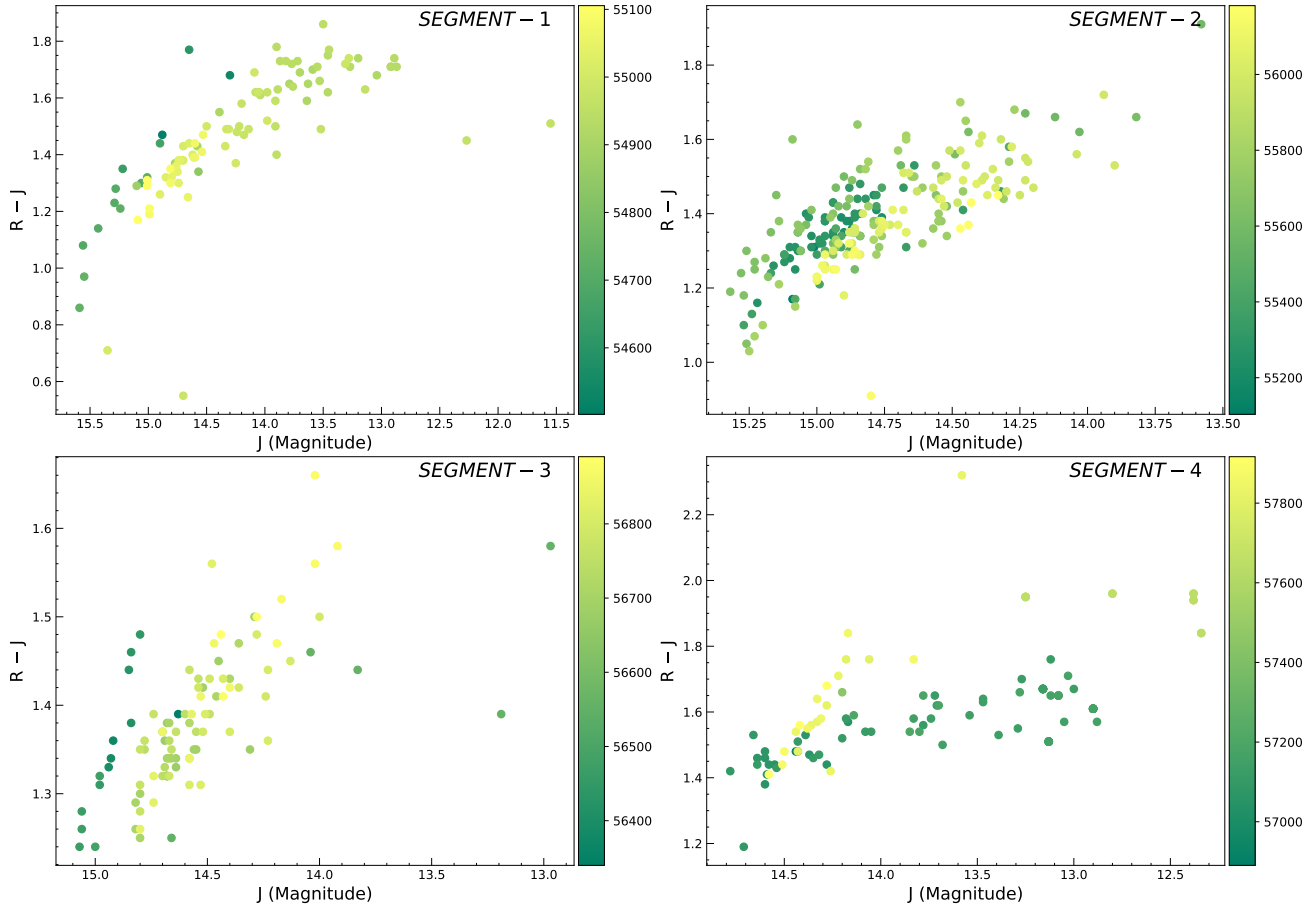 SEGMENT − 1
R − J
1.8
1.6
1.4
1.2
1.0
0.8
0.6
15.5 15.0 14.5 14.0 13.5 13.0 12.5 12.0 11.5
J (Magnitude)
55100
55000
54900
54800
54700
54600
SEGMENT − 2
R − J
1.8
1.6
1.4
1.2
1.0
15.25 15.00 14.75 14.50 14.25 14.00 13.75 13.50
J (Magnitude)
56000
55800
55600
55400
55200
SEGMENT − 3
R − J
1.6
1.5
1.4
1.3
15.0 14.5 14.0 13.5 13.0
J (Magnitude)
56800
56700
56600
56500
56400
SEGMENT − 4
R − J
2.2
2.0
1.8
1.6
1.4
1.2
14.5 14.0 13.5 13.0 12.5
J (Magnitude)
57800
57600
57400
57200
57000